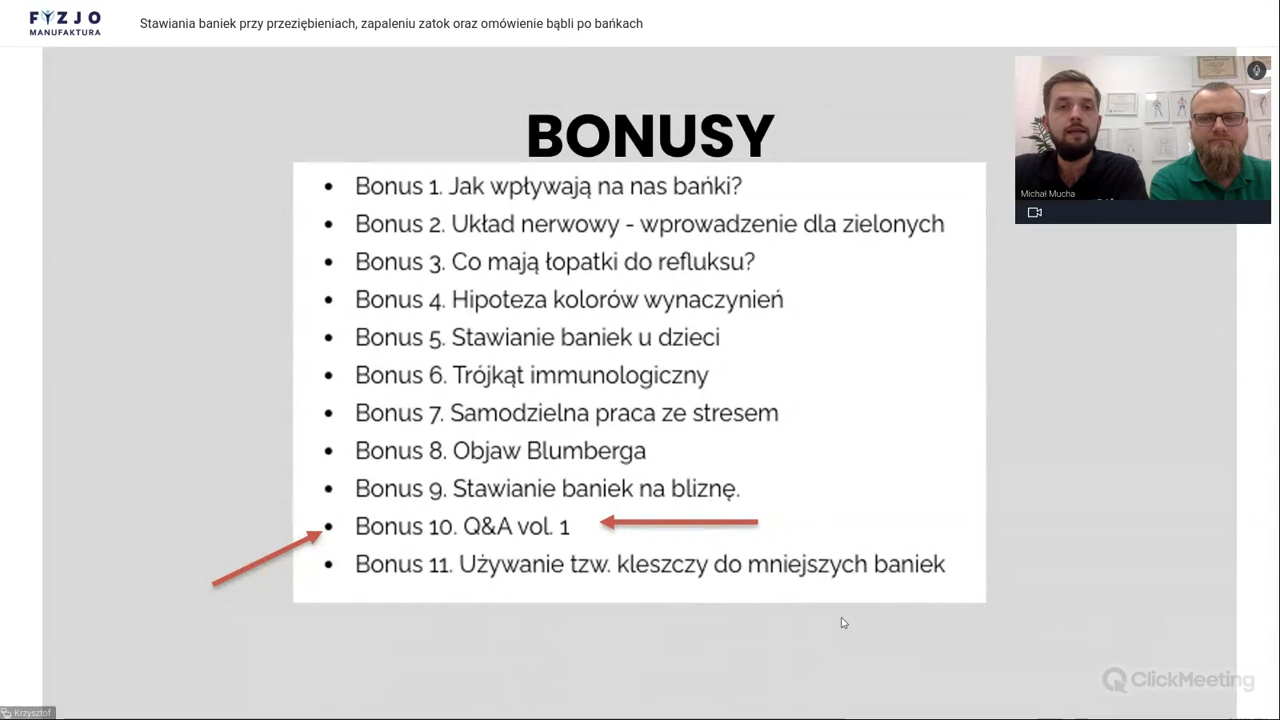 FYZJO
MANUFAKTURA
Stawiania baniek przy przeziębieniach, zapaleniu zatok oraz omówienie bąbli po bańkach
BONUSY
• Bonus 1. Jak wpływają na nas bańki?
• Bonus 2. Układ nerwowy - wprowadzenie dla zielonych
• Bonus 3. Co mają łopatki do refluksu?
• Bonus 4. Hipoteza kolorów wynaczynień
• Bonus 5. Stawianie baniek u dzieci
• Bonus 6. Trójkąt immunologiczny
• Bonus 7. Samodzielna praca ze stresem
• Bonus 8. Objaw Blumberga
• Bonus 9. Stawianie baniek na bliznę.
• Bonus 10. Q&A vol. 1
• Bonus 11. Używanie tzw. kleszczy do mniejszych baniek
Michał Mucha
ClickMeeting
Krzysztof